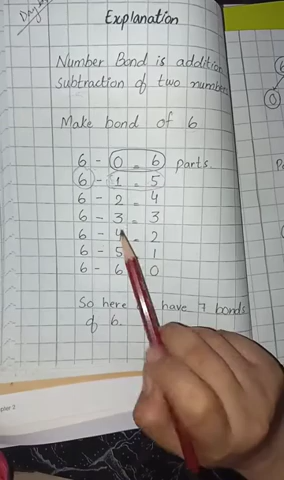 Explanation
Number Bond is addition
subtraction of two numbers
Make bond of 6
6 - 0 = 6 parts
6 - 1 = 5
6 - 2 = 4
6 - 3 = 3
6 - 4 2
6 - 5 1
6 - 6 0
So here have 7 bonds
of 6.